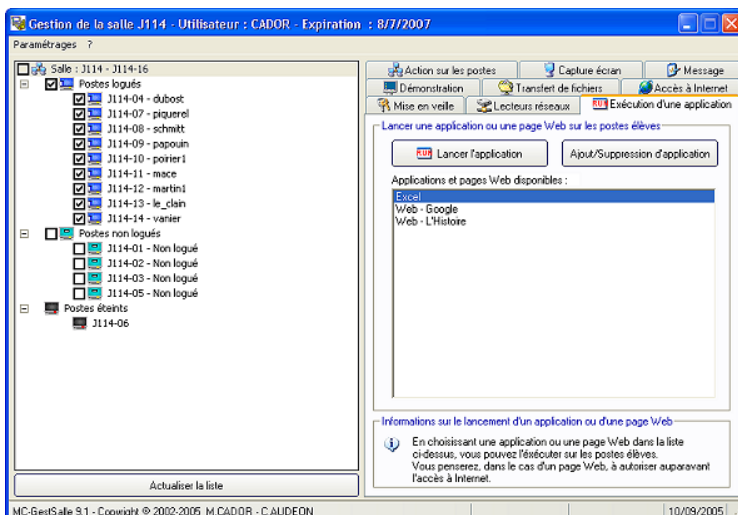 Gestion de la salle J114 - Utilisateur : CADOR - Expiration : 8/7/2007
Paramétrages ?
Salle : J114 - J114-16
Postes logués
J114-04 - dubost
J114-07 - piquerel
J114-08 - schmitt
J114-09 - papouin
J114-10 - poirier1
J114-11 - mace
J114-12 - martin1
J114-13 - le_clain
J114-14 - vanier
Postes non logués
J114-01 - Non logué
J114-02 - Non logué
J114-03 - Non logué
J114-05 - Non logué
Postes éteints
J114-06
Actualiser la liste
Action sur les postes
Capture écran
Message
Démonstration
Transfert de fichiers
Accès à Internet
Mise en veille
Lecteurs réseaux
RUN Exécution d'une application
Lancer une application ou une page Web sur les postes élèves
RUN Lancer l'application
Ajout/Suppression d'application
Applications et pages Web disponibles :
Excel
Web - Google
Web - L'Histoire
Informations sur le lancement d'un application ou d'une page Web
En choisissant une application ou une page Web dans la liste
ci-dessus, vous pouvez l'éxécuter sur les postes élèves.
Vous penserez, dans le cas d'un page Web, à autoriser auparavant
l'accès à Internet.
MC-GestSalle 9.1 - Copyright © 2002-2005 M.CADOR - C.AUDEON
10/09/2005